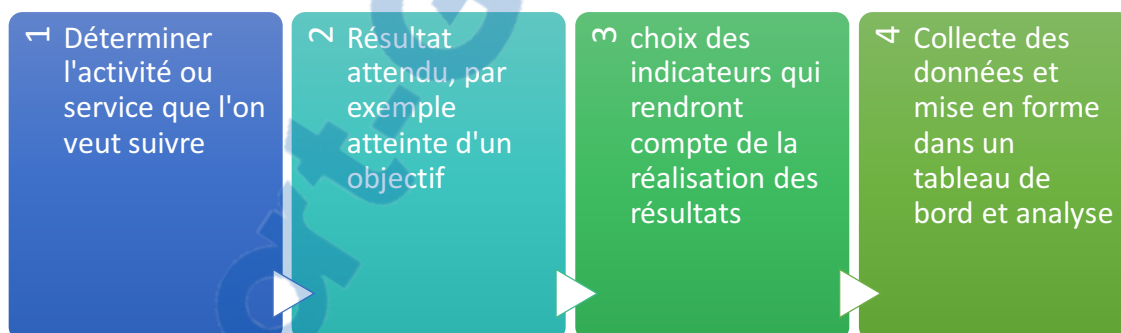 1
Déterminer
l'activité ou
service que l'on
veut suivre
2
Résultat
attendu, par
exemple
atteinte d'un
objectif
3
choix des
indicateurs qui
rendront
compte de la
réalisation des
résultats
4
Collecte des
données et
mise en forme
dans un
tableau de
bord et analyse